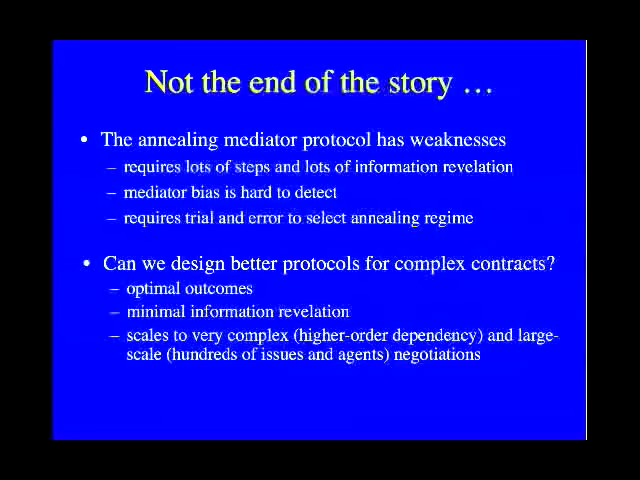 Not the end of the story …
• The annealing mediator protocol has weaknesses
– requires lots of steps and lots of information revelation
– mediator bias is hard to detect
– requires trial and error to select annealing regime
• Can we design better protocols for complex contracts?
– optimal outcomes
– minimal information revelation
– scales to very complex (higher-order dependency) and large-
scale (hundreds of issues and agents) negotiations